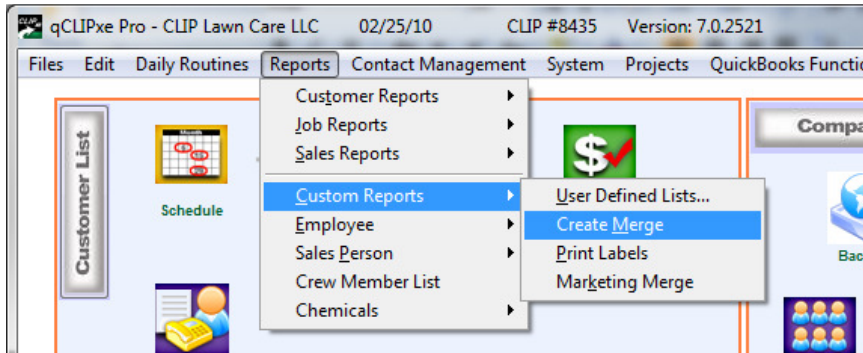 qCLIPxe Pro - CLIP Lawn Care LLC 02/25/10 CLIP #8435 Version: 7.0.2521
Files Edit Daily Routines Reports Contact Management System Projects QuickBooks Functio
Customer List
Schedule
Customer Reports
Job Reports
Sales Reports
Custom Reports
Employee
Sales Person
Crew Member List
Chemicals
User Defined Lists...
Create Merge
Print Labels
Marketing Merge
Compa
Bac